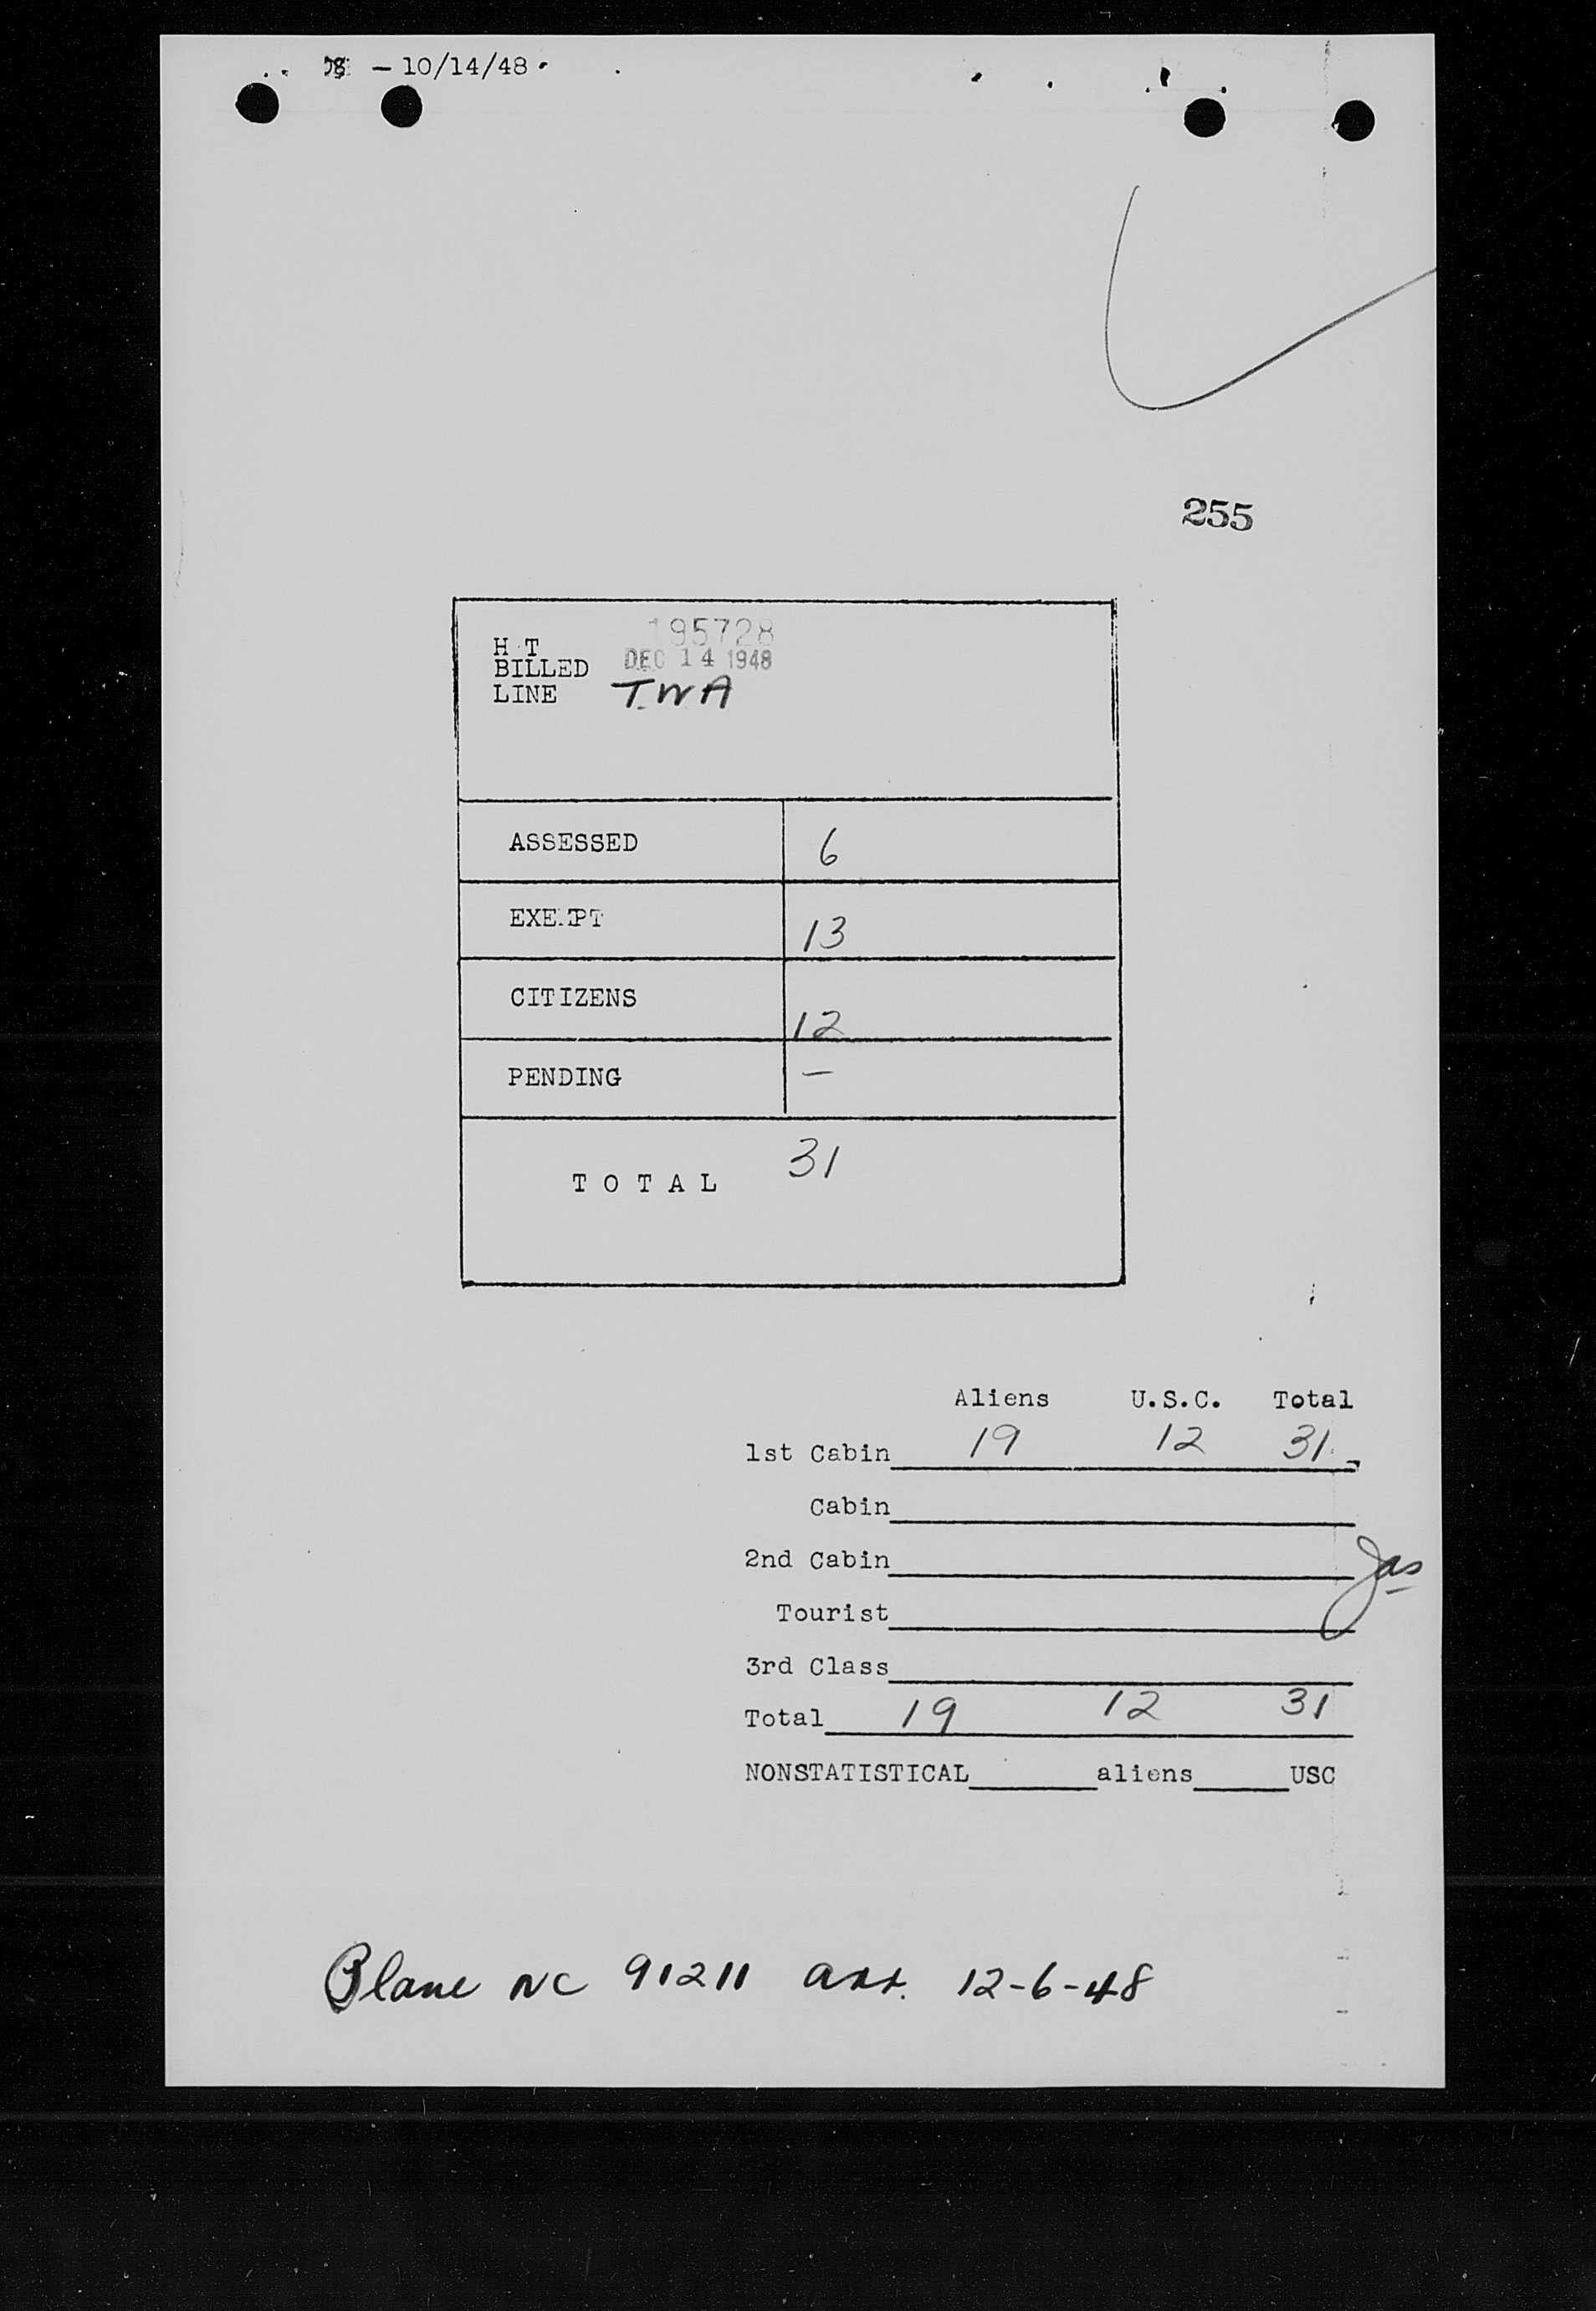 - 10/14/48
255
195728
H T
BILLED DEC 14 1948
LINE T.W.A
ASSESSED 6
EXEMPT 13
CITIZENS 12
PENDING —
TOTAL 31
Aliens U.S.C. Total
1st Cabin 19 12 31
Cabin
2nd Cabin
Jas
Tourist
3rd Class
Total 19 12 31
NONSTATISTICAL aliens USC
Plane NC 91211 arr. 12-6-48